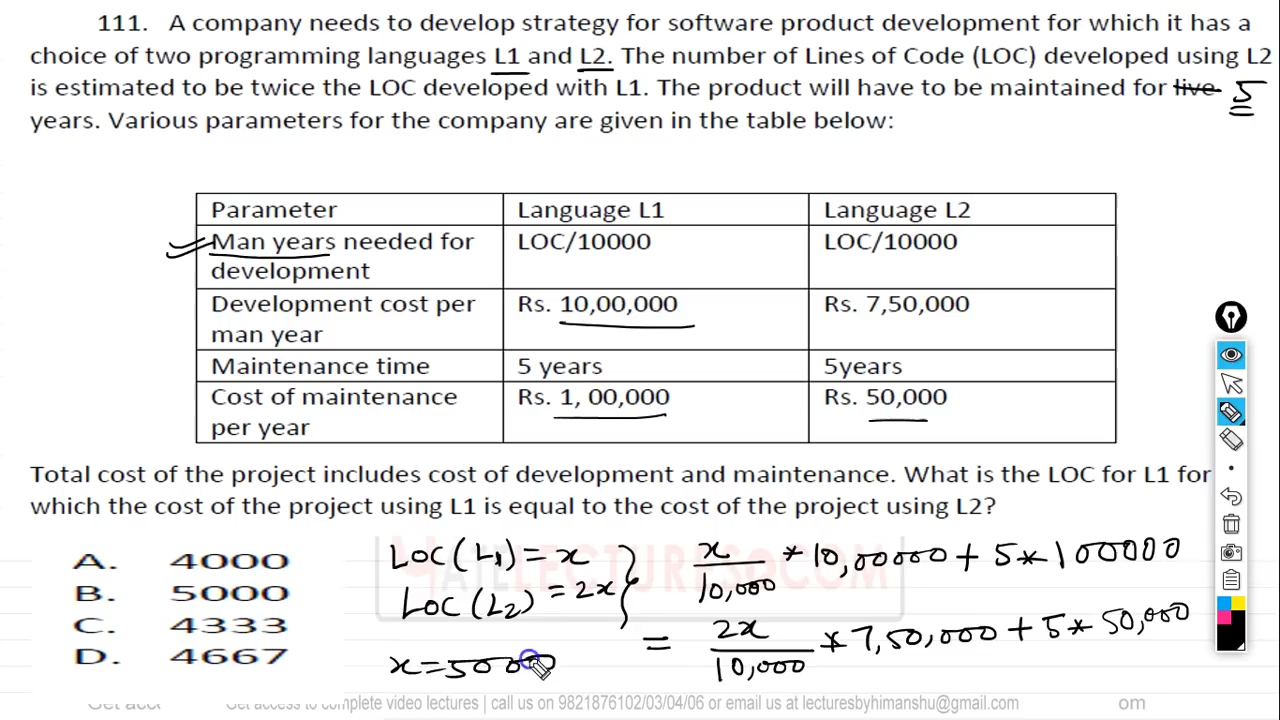 111. A company needs to develop strategy for software product development for which it has a
choice of two programming languages L1 and L2. The number of Lines of Code (LOC) developed using L2
is estimated to be twice the LOC developed with L1. The product will have to be maintained for five 5
years. Various parameters for the company are given in the table below:
Parameter Language L1 Language L2
Man years needed for development LOC/10000 LOC/10000
Development cost per man year Rs. 10,00,000 Rs. 7,50,000
Maintenance time 5 years 5years
Cost of maintenance per year Rs. 1, 00,000 Rs. 50,000
Total cost of the project includes cost of development and maintenance. What is the LOC for L1 for
which the cost of the project using L1 is equal to the cost of the project using L2?
A. 4000
B. 5000
C. 4333
D. 4667
LOC(L1) = x
LOC(L2) = 2x
x = 5000
x/10,000 * 10,00000 + 5 * 100000
= 2x/10,000 * 7,50,000 + 5 * 50,000
GATELECTURES.COM
Get access to complete video lectures | call us on 9821876102/03/04/06 or email us at lecturesbyhimanshu@gmail.com